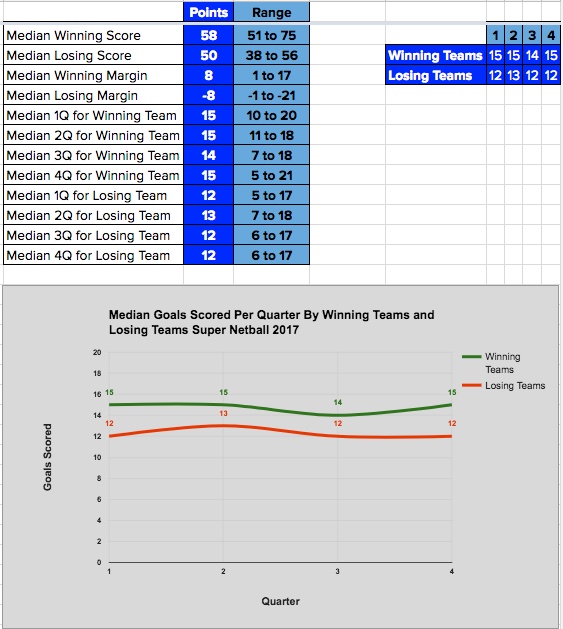 Points Range
Median Winning Score 58 51 to 75
Median Losing Score 50 38 to 56
Median Winning Margin 8 1 to 17
Median Losing Margin -8 -1 to -21
Median 1Q for Winning Team 15 10 to 20
Median 2Q for Winning Team 15 11 to 18
Median 3Q for Winning Team 14 7 to 18
Median 4Q for Winning Team 15 5 to 21
Median 1Q for Losing Team 12 5 to 17
Median 2Q for Losing Team 13 7 to 18
Median 3Q for Losing Team 12 6 to 17
Median 4Q for Losing Team 12 6 to 17
1 2 3 4
Winning Teams 15 15 14 15
Losing Teams 12 13 12 12
Median Goals Scored Per Quarter By Winning Teams and
Losing Teams Super Netball 2017
Goals Scored
20
18
16
14
12
10
8
6
4
2
0
15 15 14 15
12 13 12 12
1 2 3 4
Quarter
Winning
Teams
Losing Teams